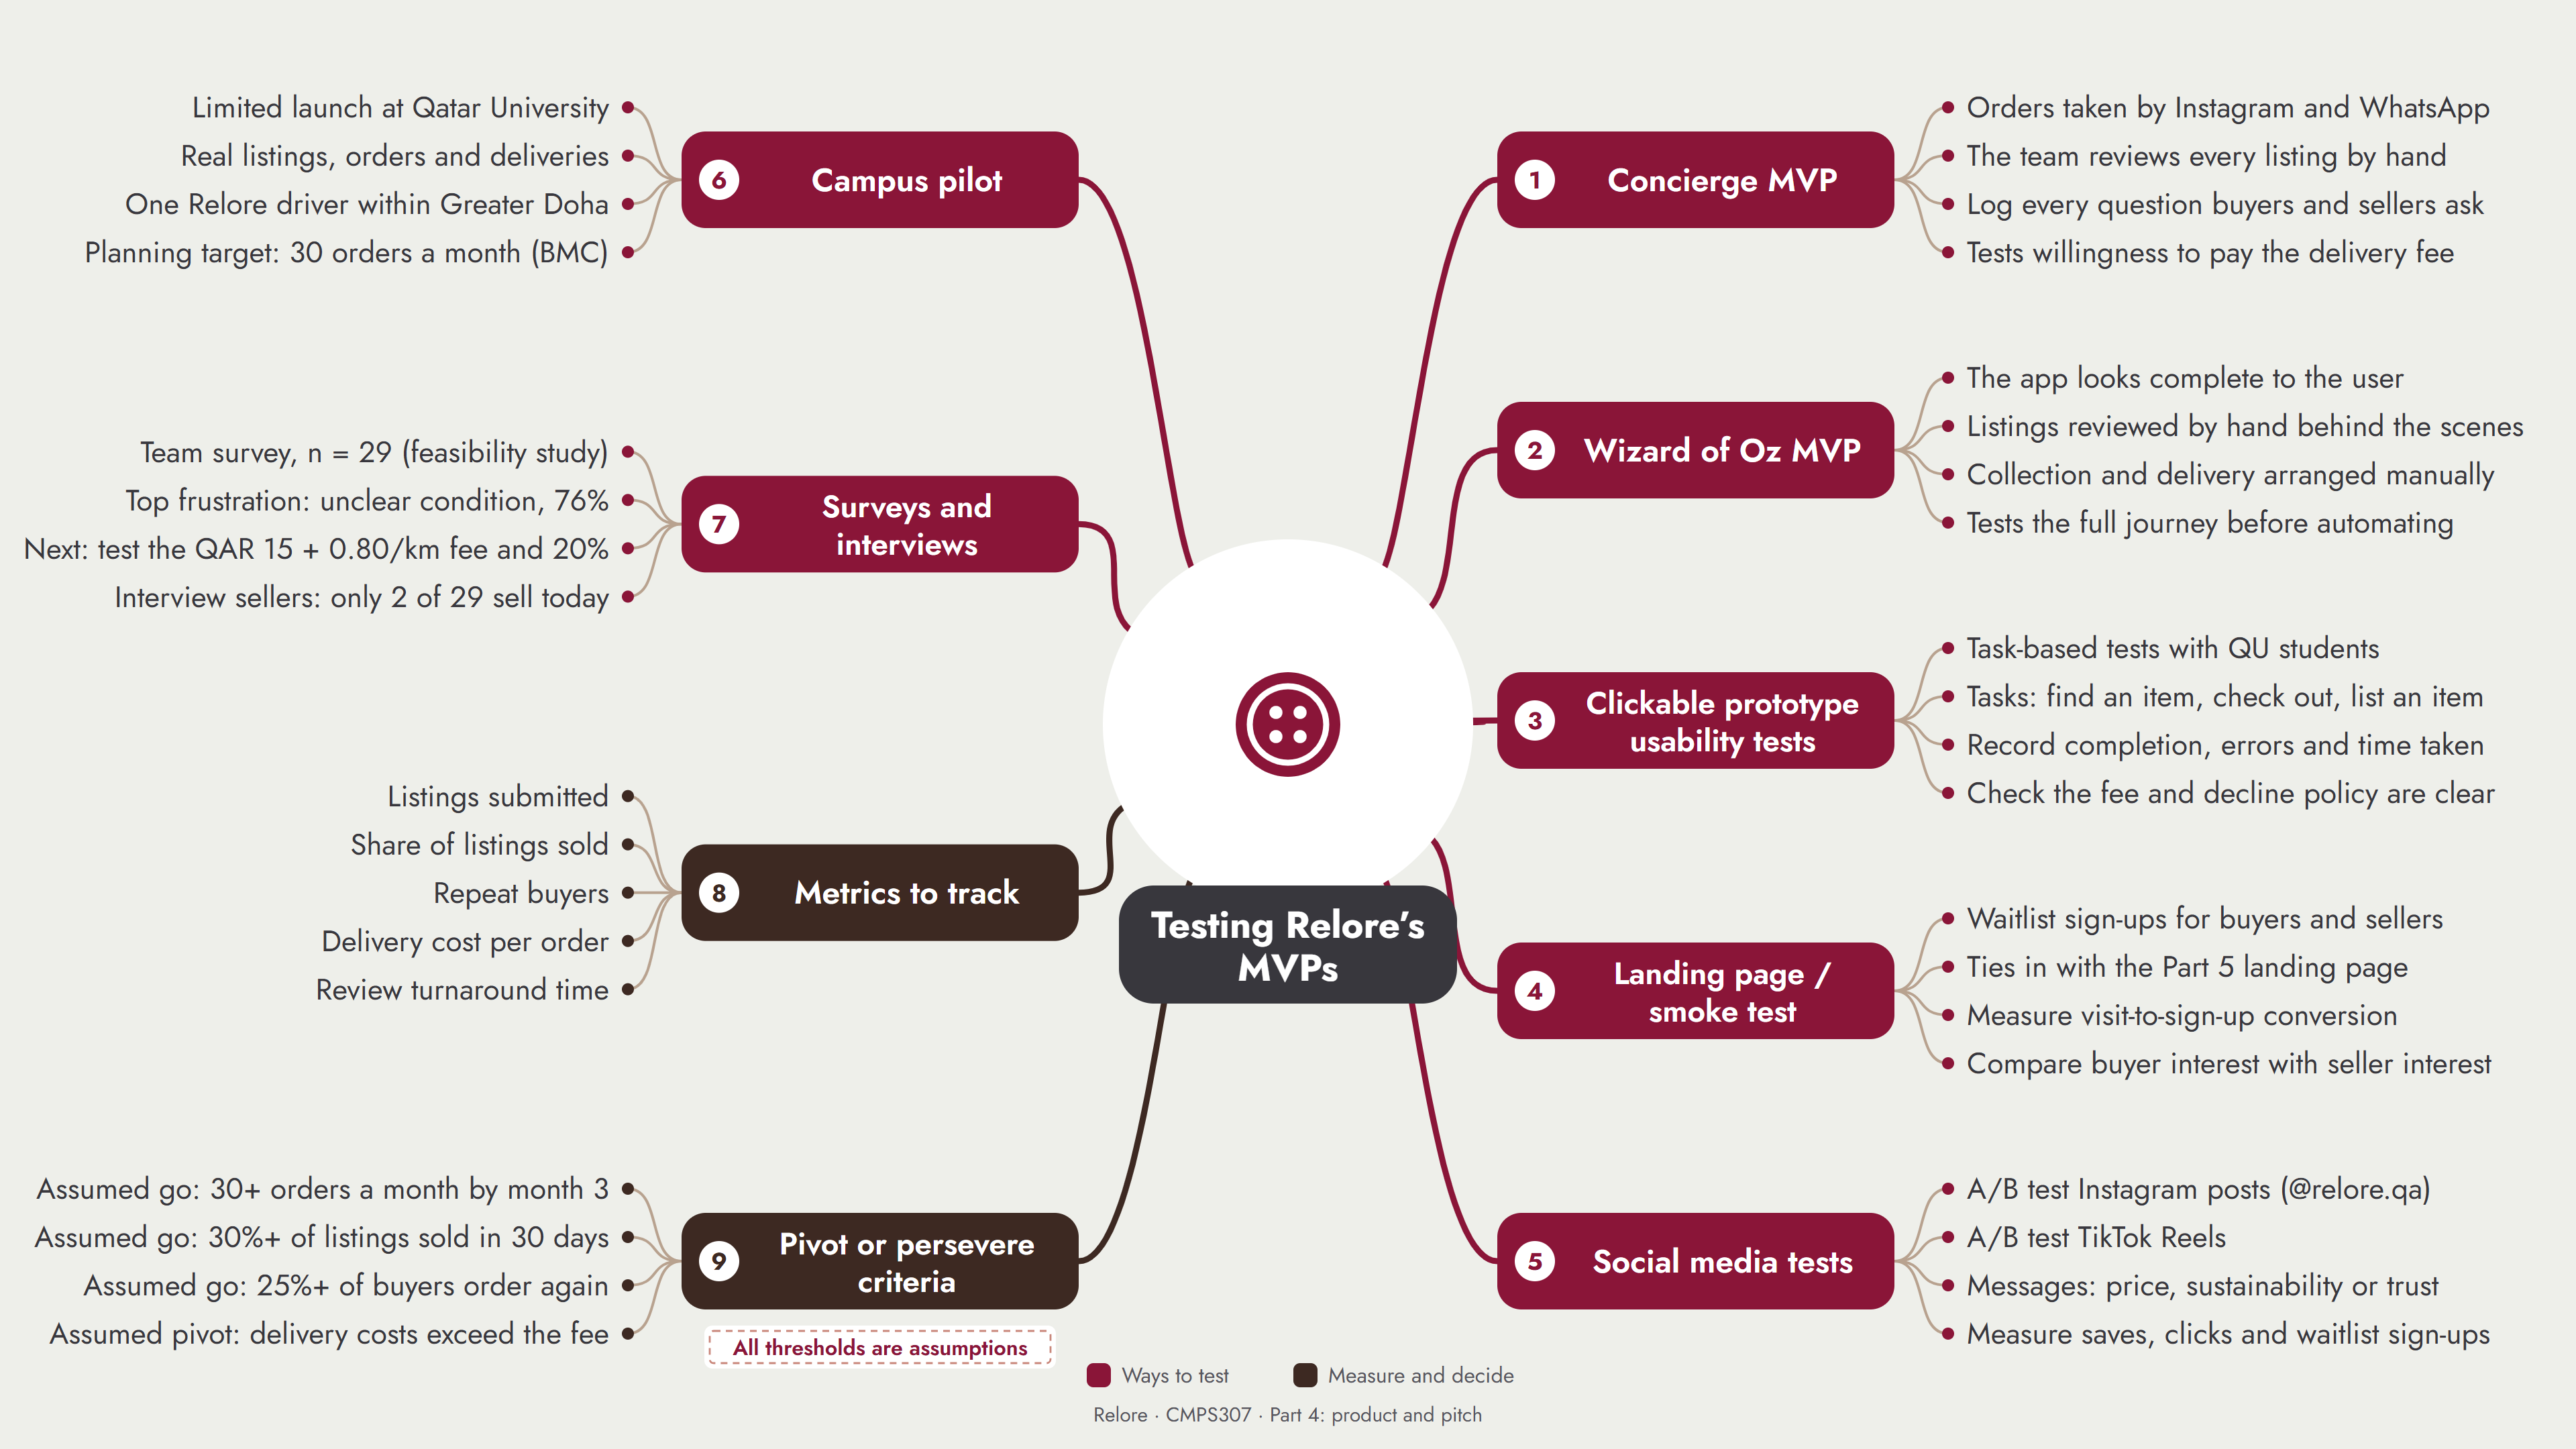 Testing Relore’s
MVPs
1
Concierge MVP
Orders taken by Instagram and WhatsApp
The team reviews every listing by hand
Log every question buyers and sellers ask
Tests willingness to pay the delivery fee
2
Wizard of Oz MVP
The app looks complete to the user
Listings reviewed by hand behind the scenes
Collection and delivery arranged manually
Tests the full journey before automating
3
Clickable prototype
usability tests
Task-based tests with QU students
Tasks: find an item, check out, list an item
Record completion, errors and time taken
Check the fee and decline policy are clear
4
Landing page /
smoke test
Waitlist sign-ups for buyers and sellers
Ties in with the Part 5 landing page
Measure visit-to-sign-up conversion
Compare buyer interest with seller interest
5
Social media tests
A/B test Instagram posts (@relore.qa)
A/B test TikTok Reels
Messages: price, sustainability or trust
Measure saves, clicks and waitlist sign-ups
6
Campus pilot
Limited launch at Qatar University
Real listings, orders and deliveries
One Relore driver within Greater Doha
Planning target: 30 orders a month (BMC)
7
Surveys and
interviews
Team survey, n = 29 (feasibility study)
Top frustration: unclear condition, 76%
Next: test the QAR 15 + 0.80/km fee and 20%
Interview sellers: only 2 of 29 sell today
8
Metrics to track
Listings submitted
Share of listings sold
Repeat buyers
Delivery cost per order
Review turnaround time
9
Pivot or persevere
criteria
Assumed go: 30+ orders a month by month 3
Assumed go: 30%+ of listings sold in 30 days
Assumed go: 25%+ of buyers order again
Assumed pivot: delivery costs exceed the fee
All thresholds are assumptions
Ways to test
Measure and decide
Relore · CMPS307 · Part 4: product and pitch